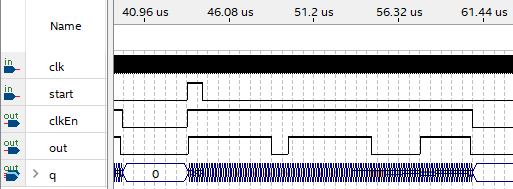 40.96 us 46.08 us 51.2 us 56.32 us 61.44 us
Name
in clk
in start
out clkEn
out out
out q 0